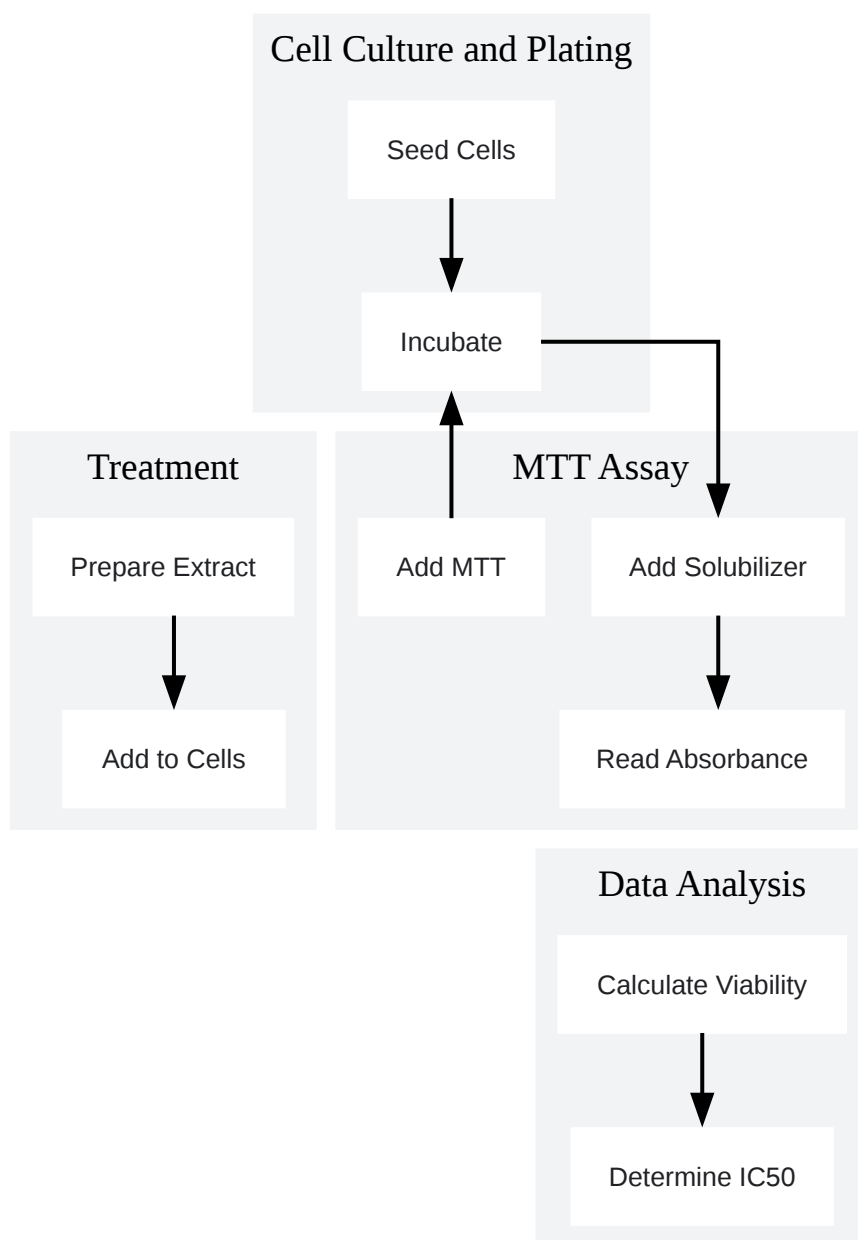 Cell Culture and Plating
Seed Cells
Incubate
Treatment
Prepare Extract
Add to Cells
MTT Assay
Add MTT
Add Solubilizer
Read Absorbance
Data Analysis
Calculate Viability
Determine IC50